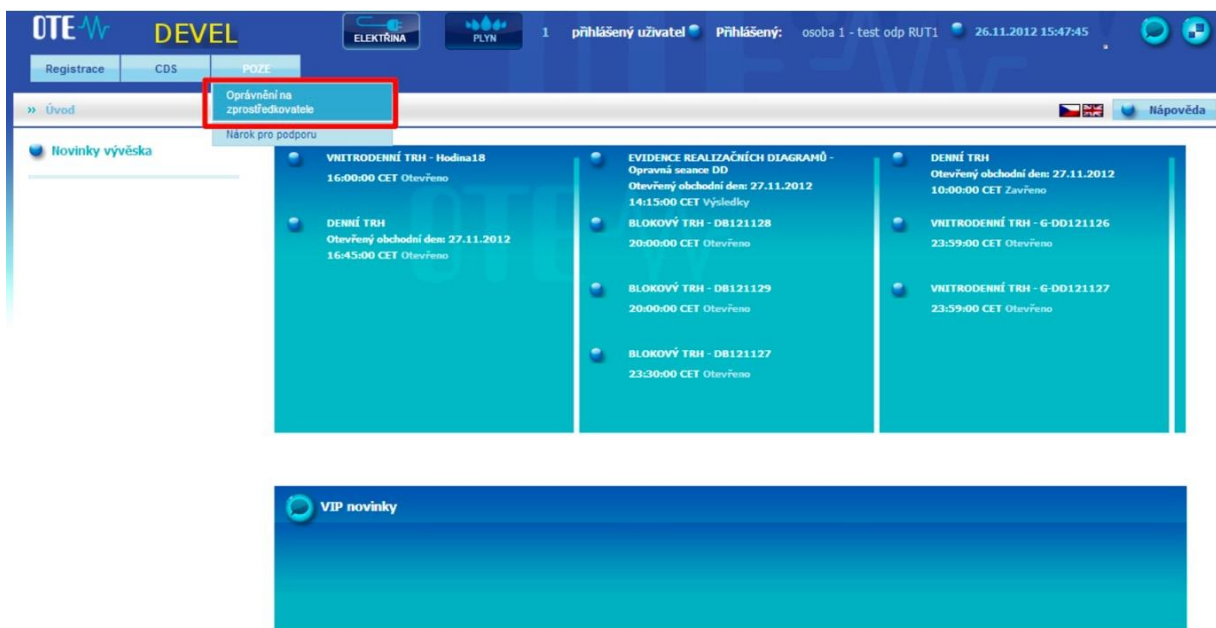 OTE DEVEL ELEKTŘINA PLYN 1 přihlášený uživatel Přihlášený: osoba 1 - test odp RUT1 26.11.2012 15:47:45
Registrace CDS POZE
Oprávnění na
zprostředkovatele
» Úvod
Nápověda
Nárok pro podporu
Novinky vývěska
VNITRODENNÍ TRH - Hodina18
16:00:00 CET Otevřeno
DENNÍ TRH
Otevřený obchodní den: 27.11.2012
16:45:00 CET Otevřeno
EVIDENCE REALIZAČNÍCH DIAGRAMŮ -
Opravná seance DD
Otevřený obchodní den: 27.11.2012
14:15:00 CET Výsledky
BLOKOVÝ TRH - DB121128
20:00:00 CET Otevřeno
BLOKOVÝ TRH - DB121129
20:00:00 CET Otevřeno
BLOKOVÝ TRH - DB121127
23:30:00 CET Otevřeno
DENNÍ TRH
Otevřený obchodní den: 27.11.2012
10:00:00 CET Zavřeno
VNITRODENNÍ TRH - G-DD121126
23:59:00 CET Otevřeno
VNITRODENNÍ TRH - G-DD121127
23:59:00 CET Otevřeno
VIP novinky